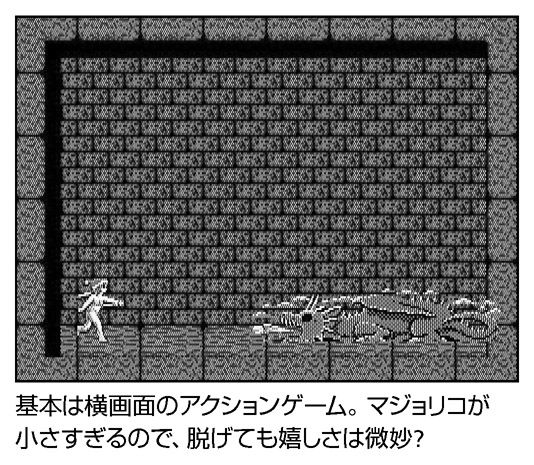 基本は横画面のアクションゲーム。マジョリコが
小さすぎるので、脱げても嬉しさは微妙?